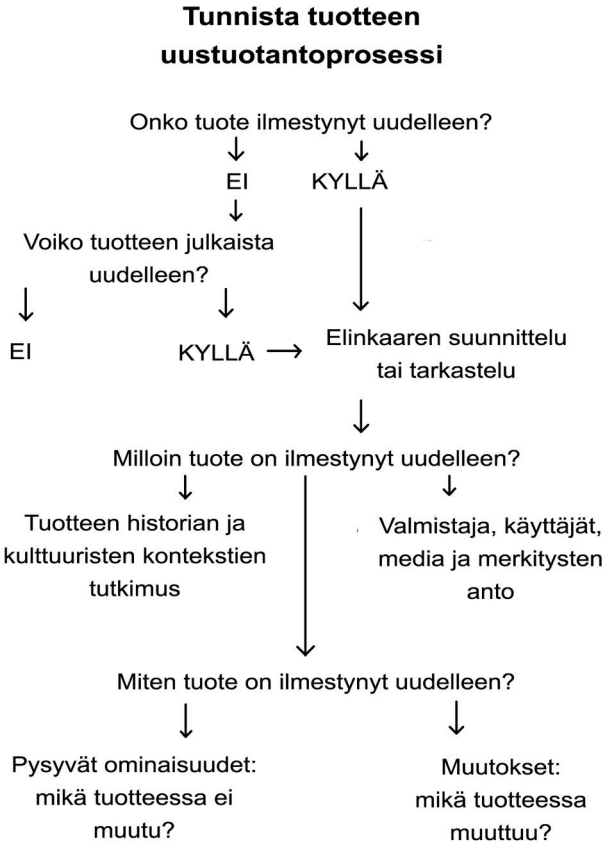 Tunnista tuotteen
uustuotantoprosessi
Onko tuote ilmestynyt uudelleen?
EI
KYLLÄ
Voiko tuotteen julkaista
uudelleen?
EI
KYLLÄ
Elinkaaren suunnittelu
tai tarkastelu
Milloin tuote on ilmestynyt uudelleen?
Tuotteen historian ja
kulttuuristen kontekstien
tutkimus
Valmistaja, käyttäjät,
media ja merkitysten
anto
Miten tuote on ilmestynyt uudelleen?
Pysyvät ominaisuudet:
mikä tuotteessa ei
muutu?
Muutokset:
mikä tuotteessa
muuttuu?